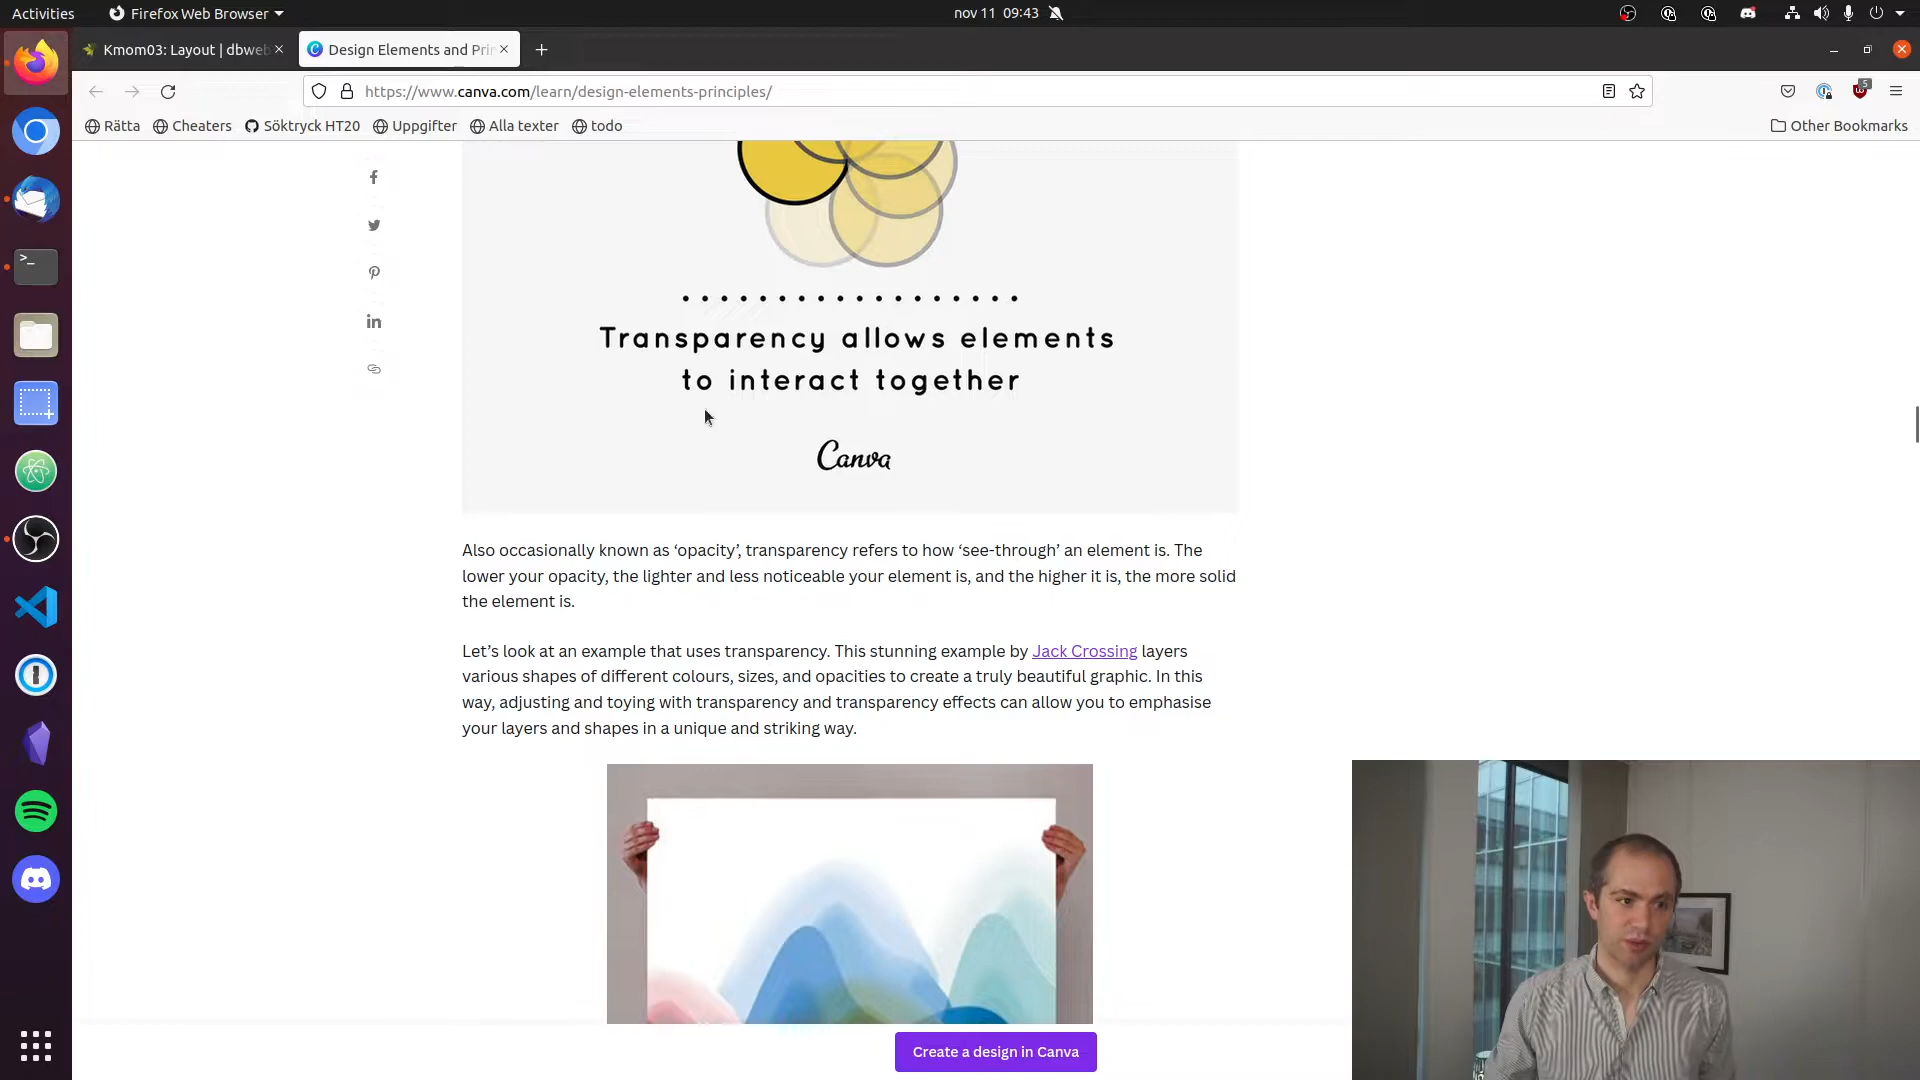 Activities
Firefox Web Browser
nov 11 09:43
Kmom03: Layout | dbweb
Design Elements and Prin
https://www.canva.com/learn/design-elements-principles/
5
Rätta
Cheaters
Söktryck HT20
Uppgifter
Alla texter
todo
Other Bookmarks
Transparency allows elements
to interact together
Canva
Also occasionally known as ‘opacity’, transparency refers to how ‘see-through’ an element is. The
lower your opacity, the lighter and less noticeable your element is, and the higher it is, the more solid
the element is.
Let’s look at an example that uses transparency. This stunning example by Jack Crossing layers
various shapes of different colours, sizes, and opacities to create a truly beautiful graphic. In this
way, adjusting and toying with transparency and transparency effects can allow you to emphasise
your layers and shapes in a unique and striking way.
Create a design in Canva